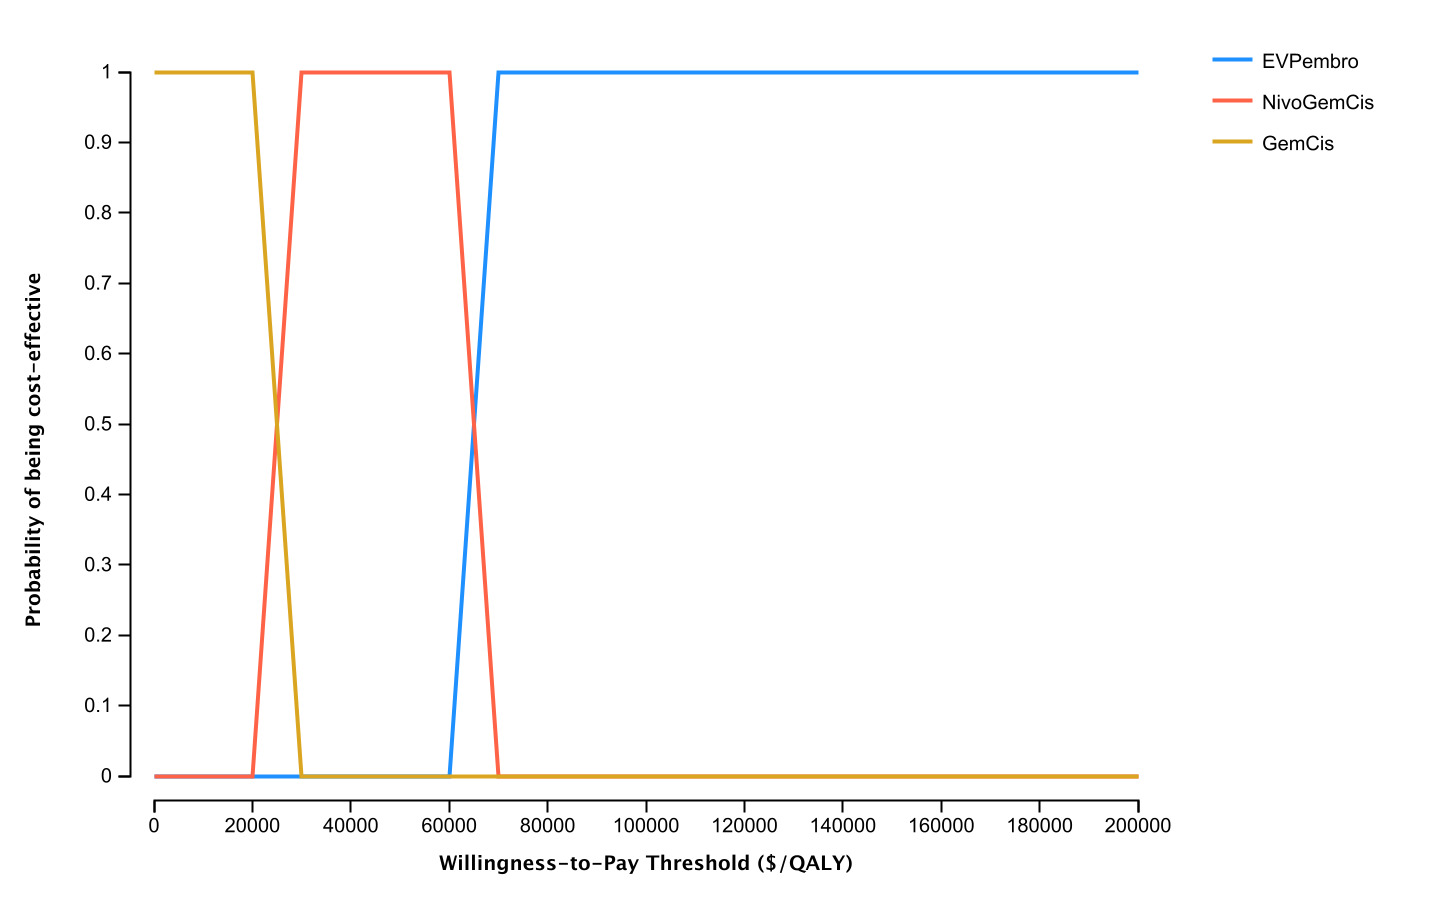 EVPembro
NivoGemCis
GemCis
1
0.9
0.8
0.7
0.6
0.5
0.4
0.3
0.2
0.1
0
Probability of being cost-effective
0 20000 40000 60000 80000 100000 120000 140000 160000 180000 200000
Willingness-to-Pay Threshold ($/QALY)